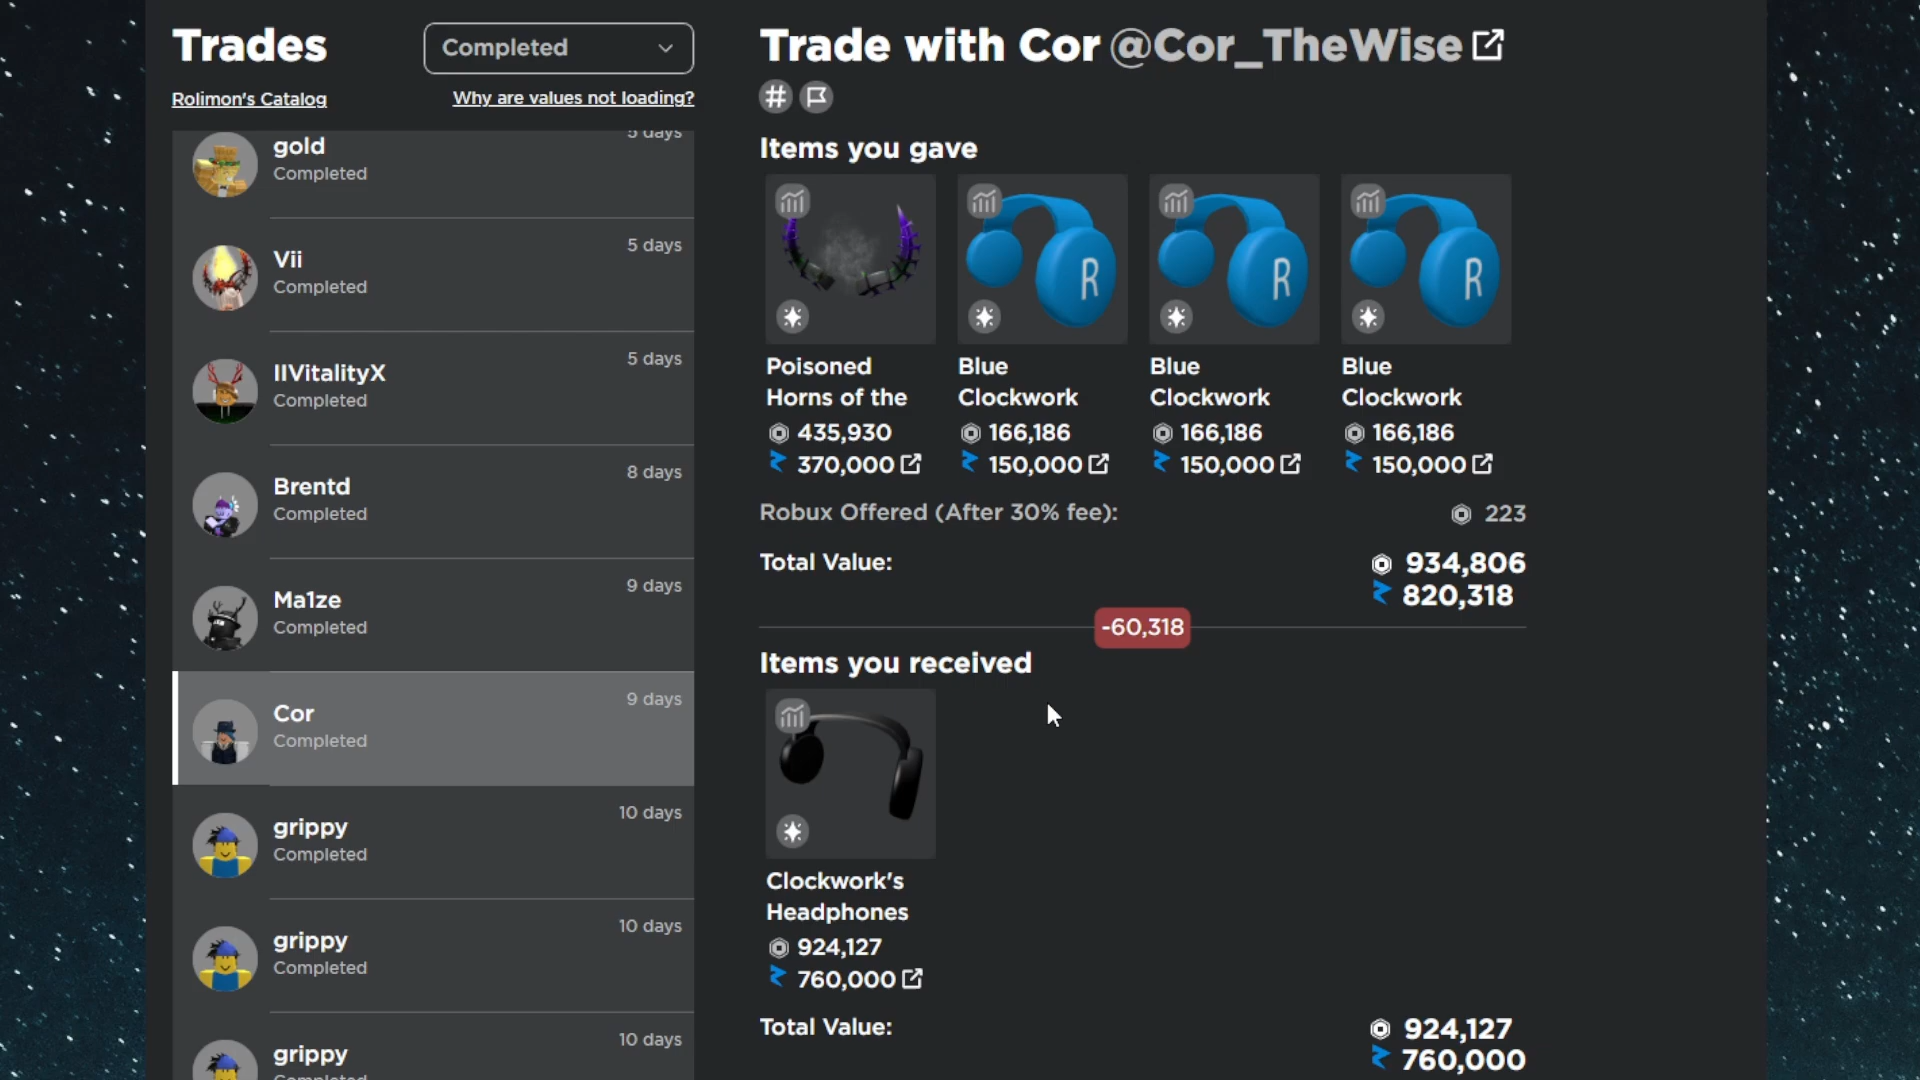 Trades
Completed
Rolimon's Catalog
Why are values not loading?
gold
5 days
Completed
Vii
5 days
Completed
IIVitalityX
5 days
Completed
Brentd
8 days
Completed
Ma1ze
9 days
Completed
Cor
9 days
Completed
grippy
10 days
Completed
grippy
10 days
Completed
grippy
10 days
Completed
Trade with Cor @Cor_TheWise
#
Items you gave
R R R
Poisoned Blue Blue Blue
Horns of the Clockwork Clockwork Clockwork
435,930 166,186 166,186 166,186
370,000 150,000 150,000 150,000
Robux Offered (After 30% fee): 223
Total Value: 934,806
820,318
-60,318
Items you received
Clockwork's
Headphones
924,127
760,000
Total Value: 924,127
760,000